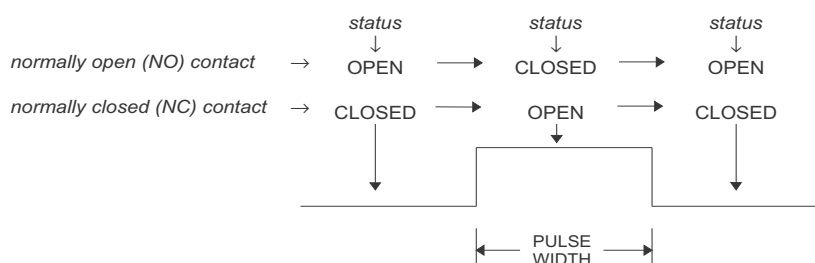 status status status
normally open (NO) contact → OPEN CLOSED OPEN
normally closed (NC) contact → CLOSED OPEN CLOSED
PULSE
WIDTH